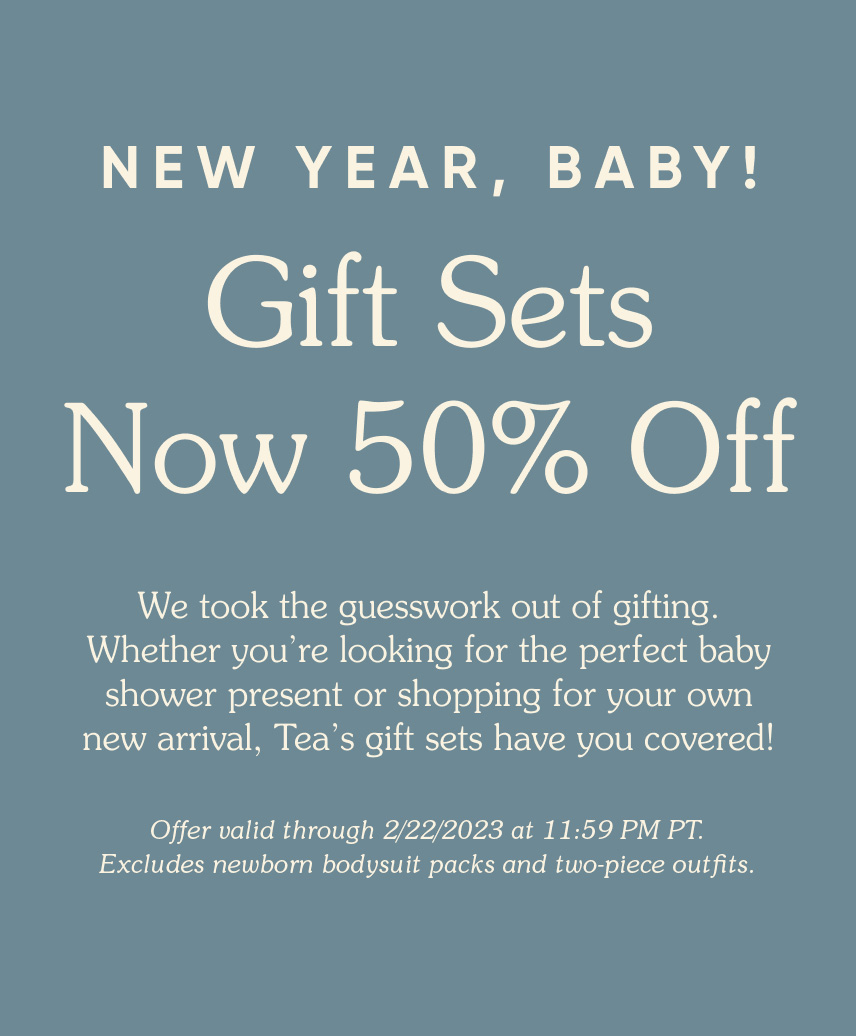 NEW YEAR, BABY!
Gift Sets
Now 50% Off
We took the guesswork out of gifting.
Whether you’re looking for the perfect baby
shower present or shopping for your own
new arrival, Tea’s gift sets have you covered!
Offer valid through 2/22/2023 at 11:59 PM PT.
Excludes newborn bodysuit packs and two-piece outfits.